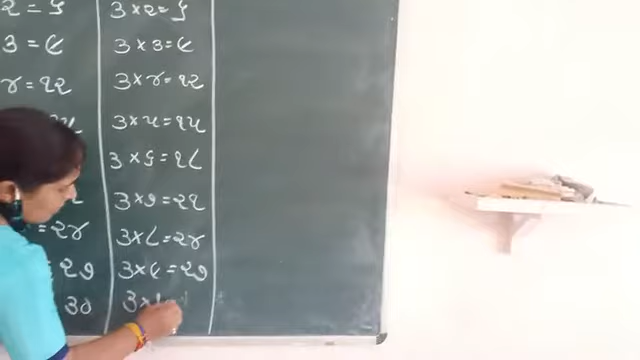 ૨ = ૬ ૩ × ૨ = ૬
૩ = ૯ ૩ × ૩ = ૯
૪ = ૧૨ ૩ × ૪ = ૧૨
૩ × ૫ = ૧૫
૩ × ૬ = ૧૮
૩ × ૭ = ૨૧
= ૨૪ ૩ × ૮ = ૨૪
૨૭ ૩ × ૯ = ૨૭
૩૦ ૩ ×